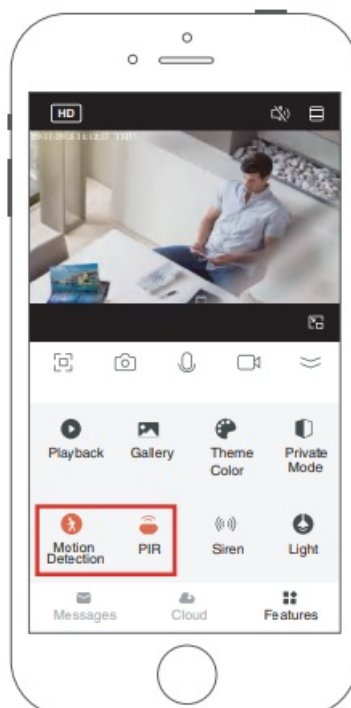 HD
Playback
Gallery
Theme
Color
Private
Mode
Motion
Detection
PIR
Siren
Light
Messages
Cloud
Features